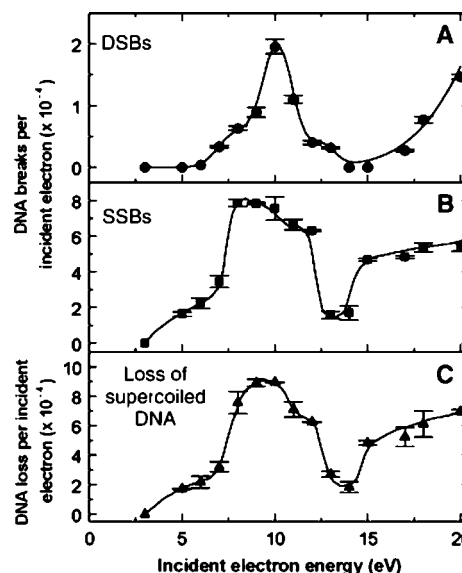 DSBs
A
2
1
0
DNA breaks per
incident electron (x 10⁻⁴)
SSBs
B
8
6
4
2
0
Loss of
supercoiled
DNA
C
10
8
6
4
2
0
DNA loss per incident
electron (x 10⁻⁴)
0 5 10 15 20
Incident electron energy (eV)